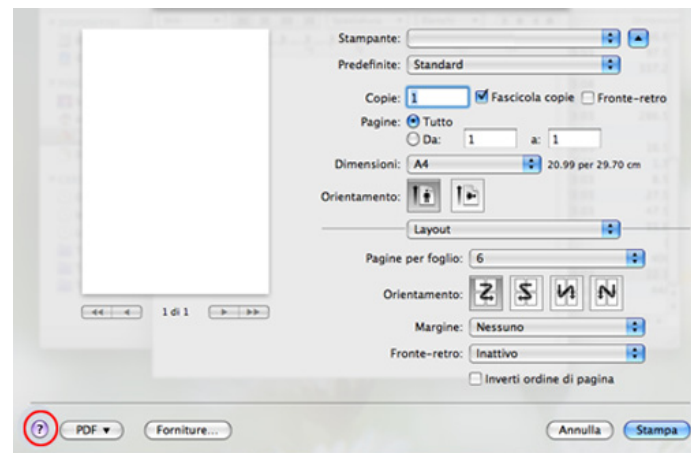 Stampante:
Predefinite: Standard
Copie: 1 Fascicola copie Fronte-retro
Pagine: Tutto
Da: 1 a: 1
Dimensioni: A4 20.99 per 29.70 cm
Orientamento:
Layout
Pagine per foglio: 6
Orientamento:
1 di 1
Margine: Nessuno
Fronte-retro: Inattivo
Inverti ordine di pagina
? PDF ▼ Forniture... Annulla Stampa